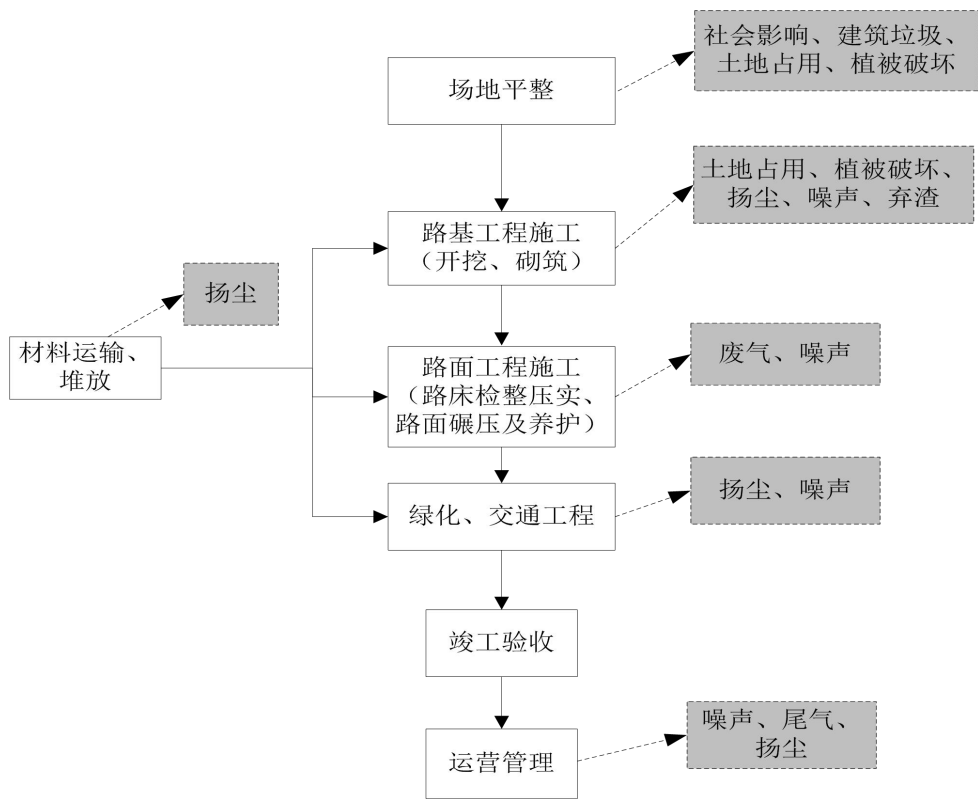 社会影响、建筑垃圾、
土地占用、植被破坏
场地平整
土地占用、植被破坏、
扬尘、噪声、弃渣
路基工程施工
（开挖、砌筑）
扬尘
材料运输、
堆放
路面工程施工
（路床检整压实、
路面碾压及养护）
废气、噪声
绿化、交通工程
扬尘、噪声
竣工验收
运营管理
噪声、尾气、
扬尘